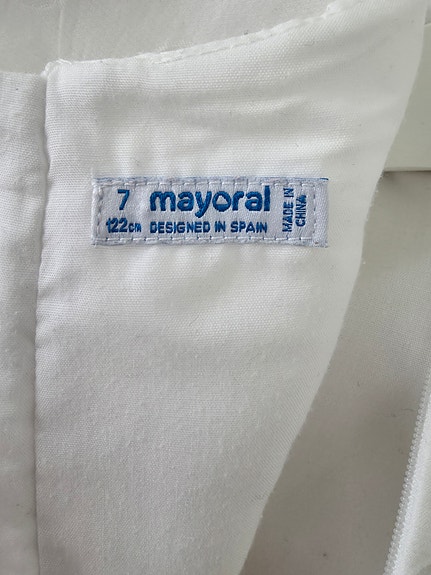 7 mayoral
122cm DESIGNED IN SPAIN
MADE IN
CHINA